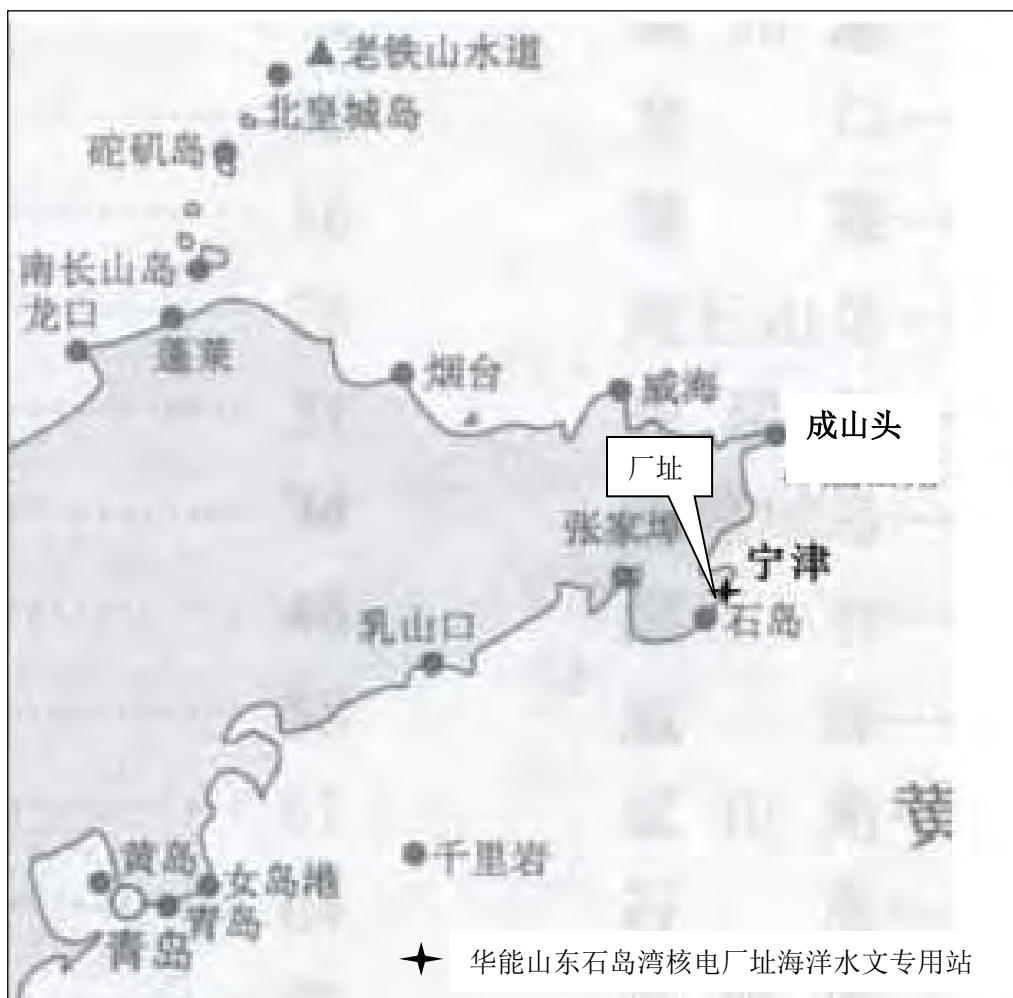 老铁山水道
北皇城岛
砣矶岛
南长山岛
龙口
蓬莱
烟台
威海
成山头
厂址
张家埠
宁津
石岛
乳山口
黄
千里岩
黄岛
女岛港
青岛
青岛
华能山东石岛湾核电厂址海洋水文专用站